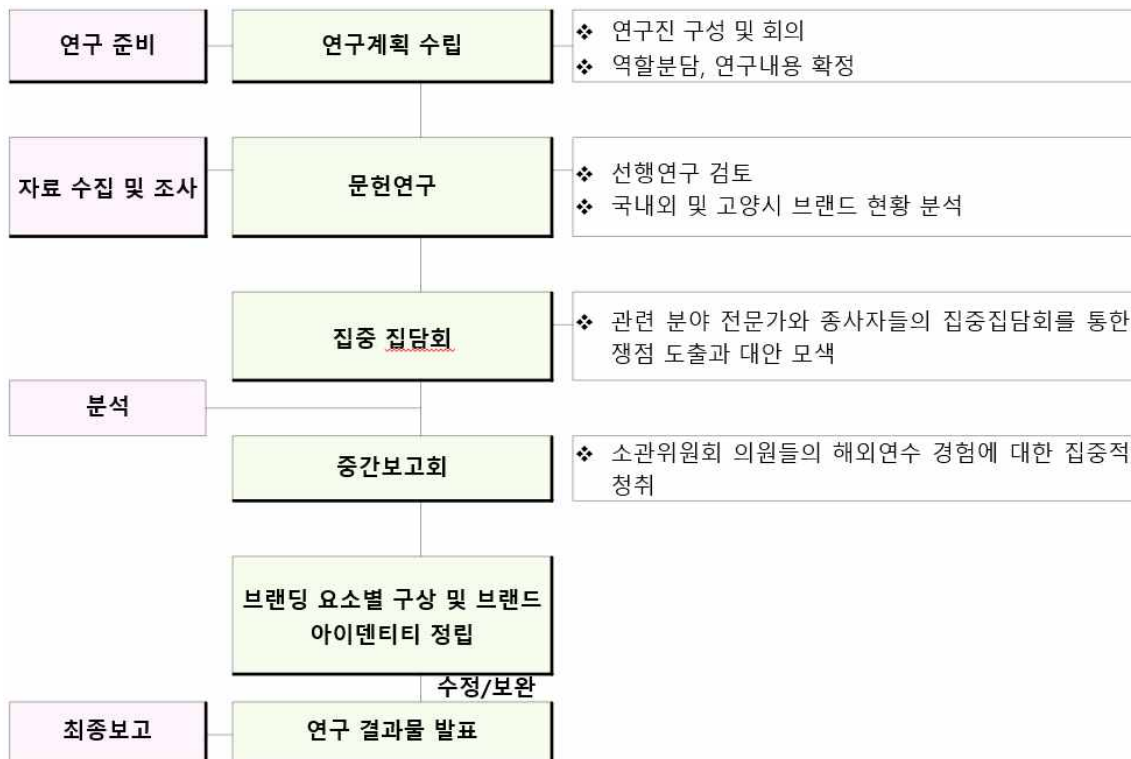 연구 준비
연구계획 수립
❖ 연구진 구성 및 회의
❖ 역할분담, 연구내용 확정
자료 수집 및 조사
문헌연구
❖ 선행연구 검토
❖ 국내외 및 고양시 브랜드 현황 분석
집중 집담회
❖ 관련 분야 전문가와 종사자들의 집중집담회를 통한
쟁점 도출과 대안 모색
분석
중간보고회
❖ 소관위원회 의원들의 해외연수 경험에 대한 집중적
청취
브랜딩 요소별 구상 및 브랜드
아이덴티티 정립
수정/보완
최종보고
연구 결과물 발표